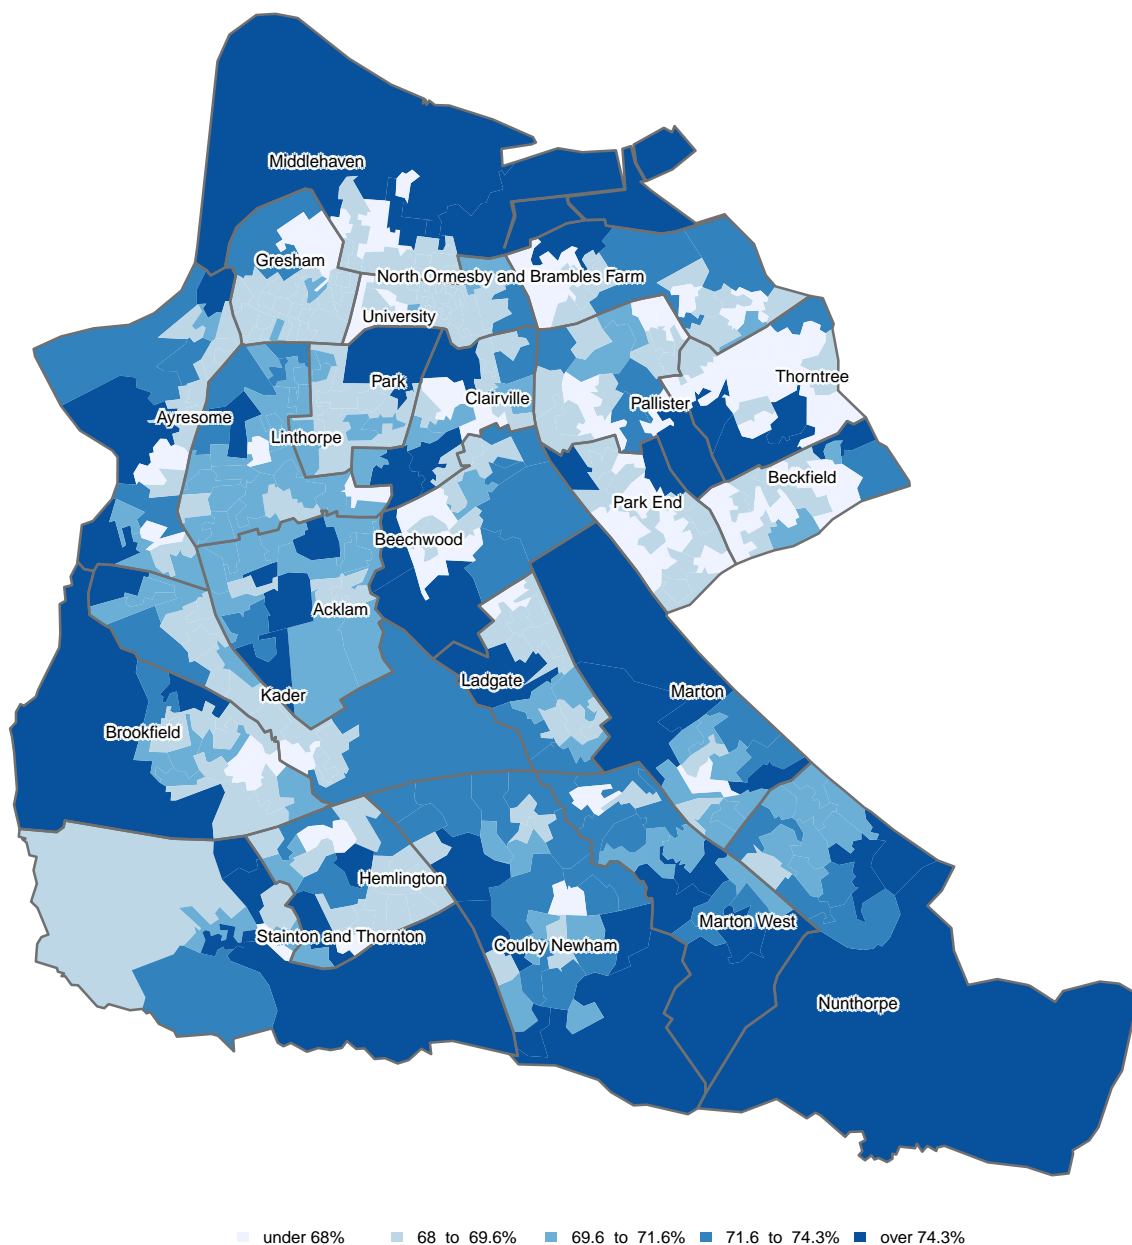 Middlehaven
Gresham
North Ormesby and Brambles Farm
University
Park
Clairville
Thorntree
Pallister
Ayresome
Linthorpe
Beckfield
Park End
Beechwood
Acklam
Ladgate
Marton
Kader
Brookfield
Hemlington
Marton West
Stainton and Thornton
Coulby Newham
Nunthorpe
under 68% 68 to 69.6% 69.6 to 71.6% 71.6 to 74.3% over 74.3%